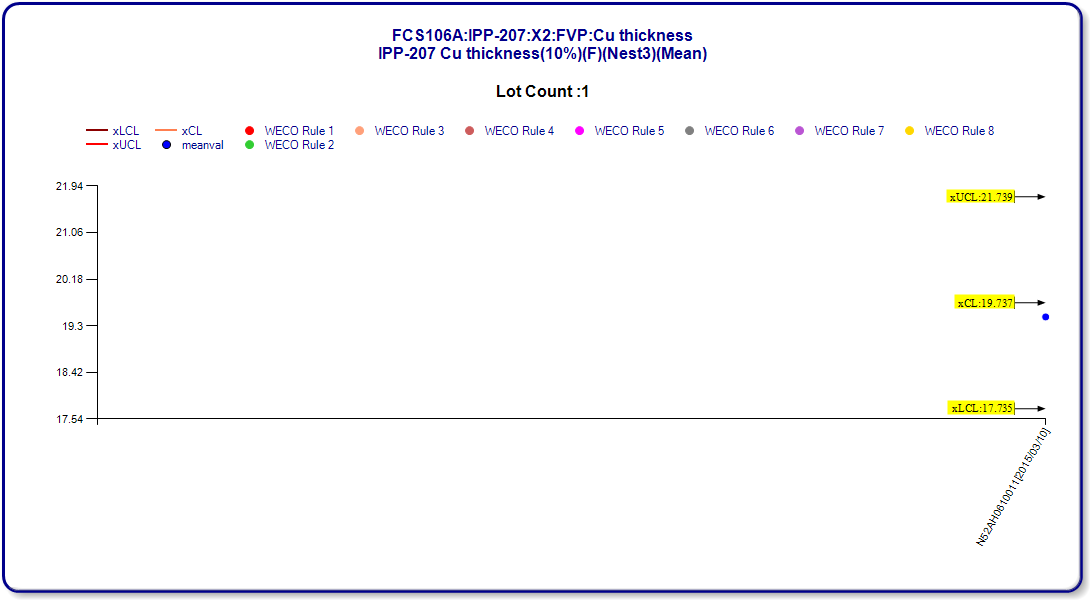 FCS106A:IPP-207:X2:FVP:Cu thickness
IPP-207 Cu thickness(10%)(F)(Nest3)(Mean)
Lot Count :1
xLCL xCL WECO Rule 1 WECO Rule 3 WECO Rule 4 WECO Rule 5 WECO Rule 6 WECO Rule 7 WECO Rule 8
xUCL meanval WECO Rule 2
21.94
xUCL:21.739
21.06
20.18
xCL:19.737
19.3
18.42
xLCL:17.735
17.54
N52AH0610011[2015/03/10]